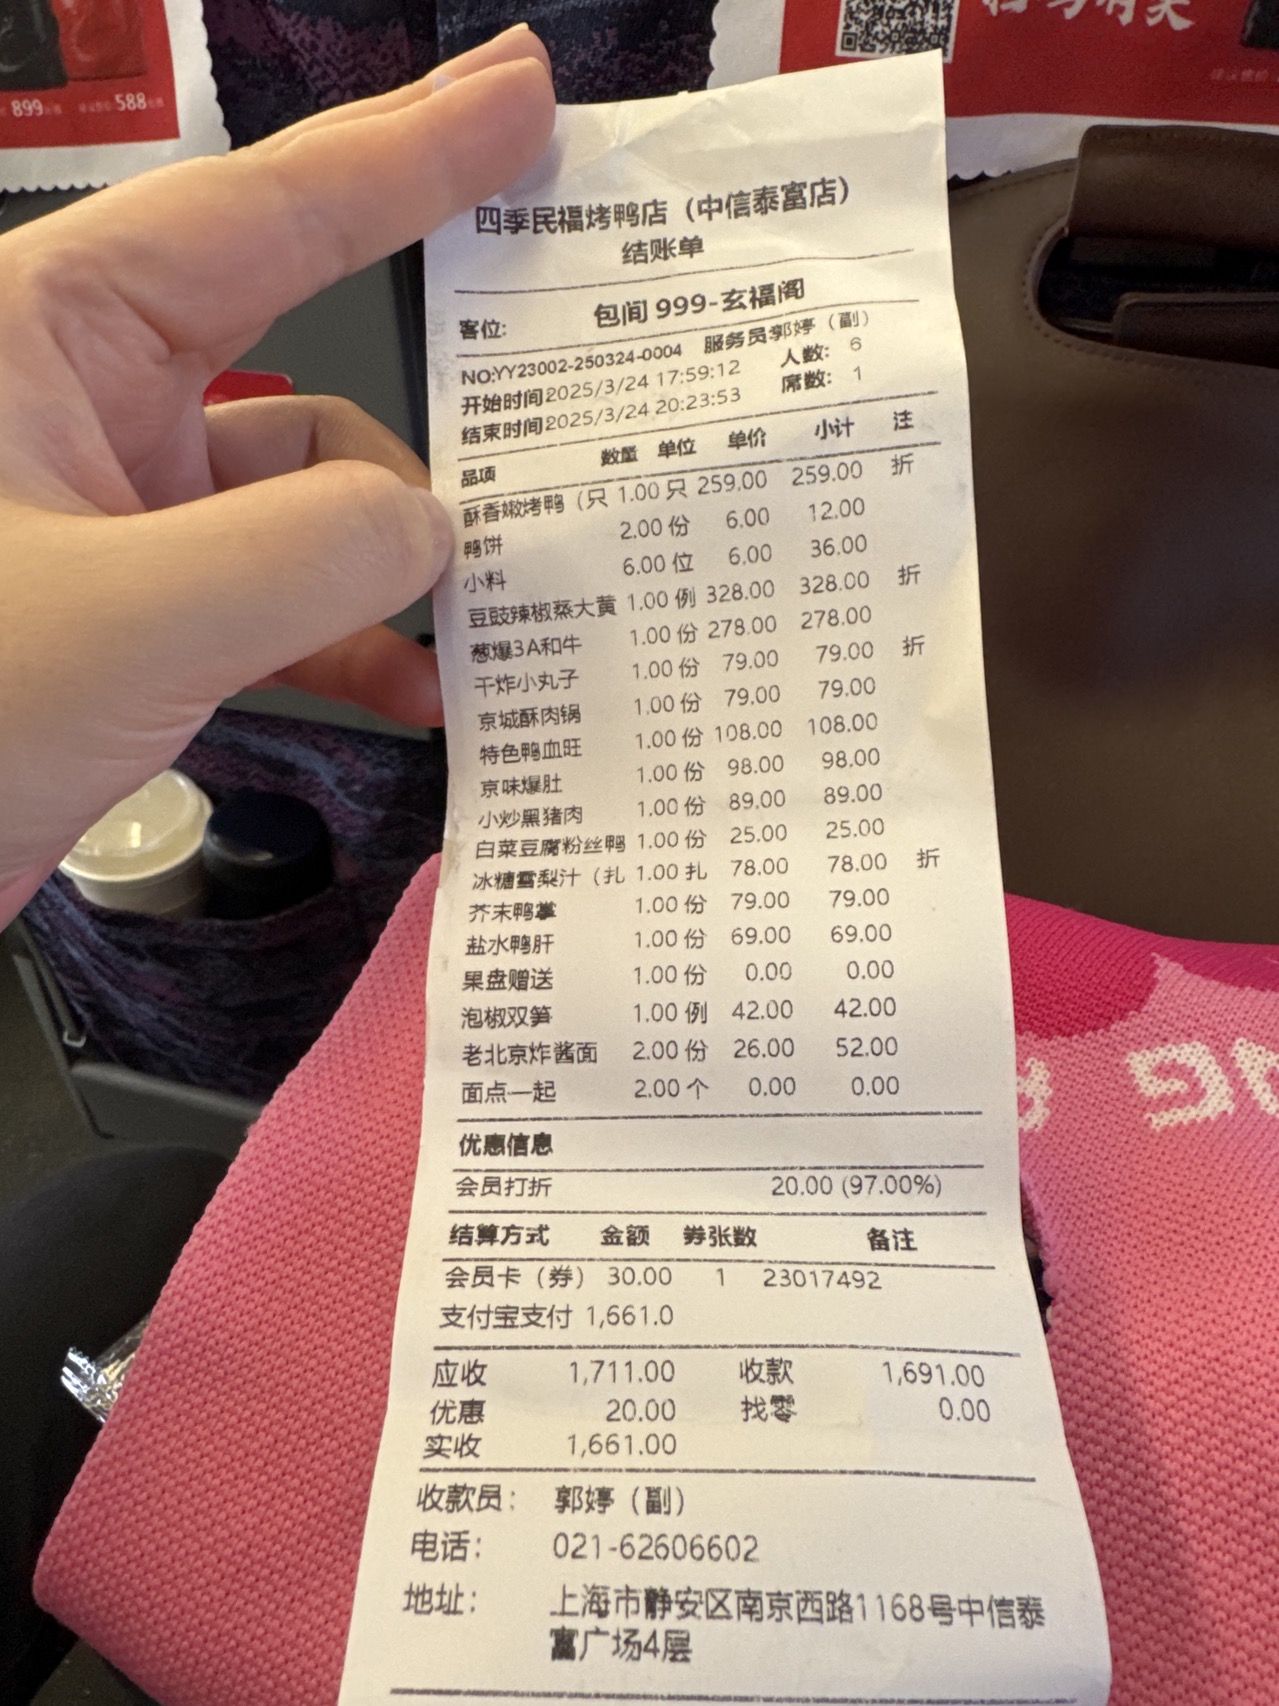 899
588
四季民福烤鸭店（中信泰富店）
结账单
客位: 包间 999-玄福阁
NO:YY23002-250324-0004 服务员郭婷（副）
开始时间2025/3/24 17:59:12 人数: 6
结束时间2025/3/24 20:23:53 席数: 1
品项 数量 单位 单价 小计 注
酥香嫩烤鸭（只 1.00 只 259.00 259.00 折
鸭饼 2.00 份 6.00 12.00
小料 6.00 位 6.00 36.00
豆豉辣椒蒸大黄 1.00 例 328.00 328.00 折
葱爆3A和牛 1.00 份 278.00 278.00
干炸小丸子 1.00 份 79.00 79.00 折
京城酥肉锅 1.00 份 79.00 79.00
特色鸭血旺 1.00 份 108.00 108.00
京味爆肚 1.00 份 98.00 98.00
小炒黑猪肉 1.00 份 89.00 89.00
白菜豆腐粉丝鸭 1.00 份 25.00 25.00
冰糖雪梨汁（扎 1.00 扎 78.00 78.00 折
芥末鸭掌 1.00 份 79.00 79.00
盐水鸭肝 1.00 份 69.00 69.00
果盘赠送 1.00 份 0.00 0.00
泡椒双笋 1.00 例 42.00 42.00
老北京炸酱面 2.00 份 26.00 52.00
面点一起 2.00 个 0.00 0.00
优惠信息
会员打折 20.00 (97.00%)
结算方式 金额 券张数 备注
会员卡（券） 30.00 1 23017492
支付宝支付 1,661.0
应收 1,711.00 收款 1,691.00
优惠 20.00 找零 0.00
实收 1,661.00
收款员: 郭婷（副）
电话: 021-62606602
地址: 上海市静安区南京西路1168号中信泰
富广场4层